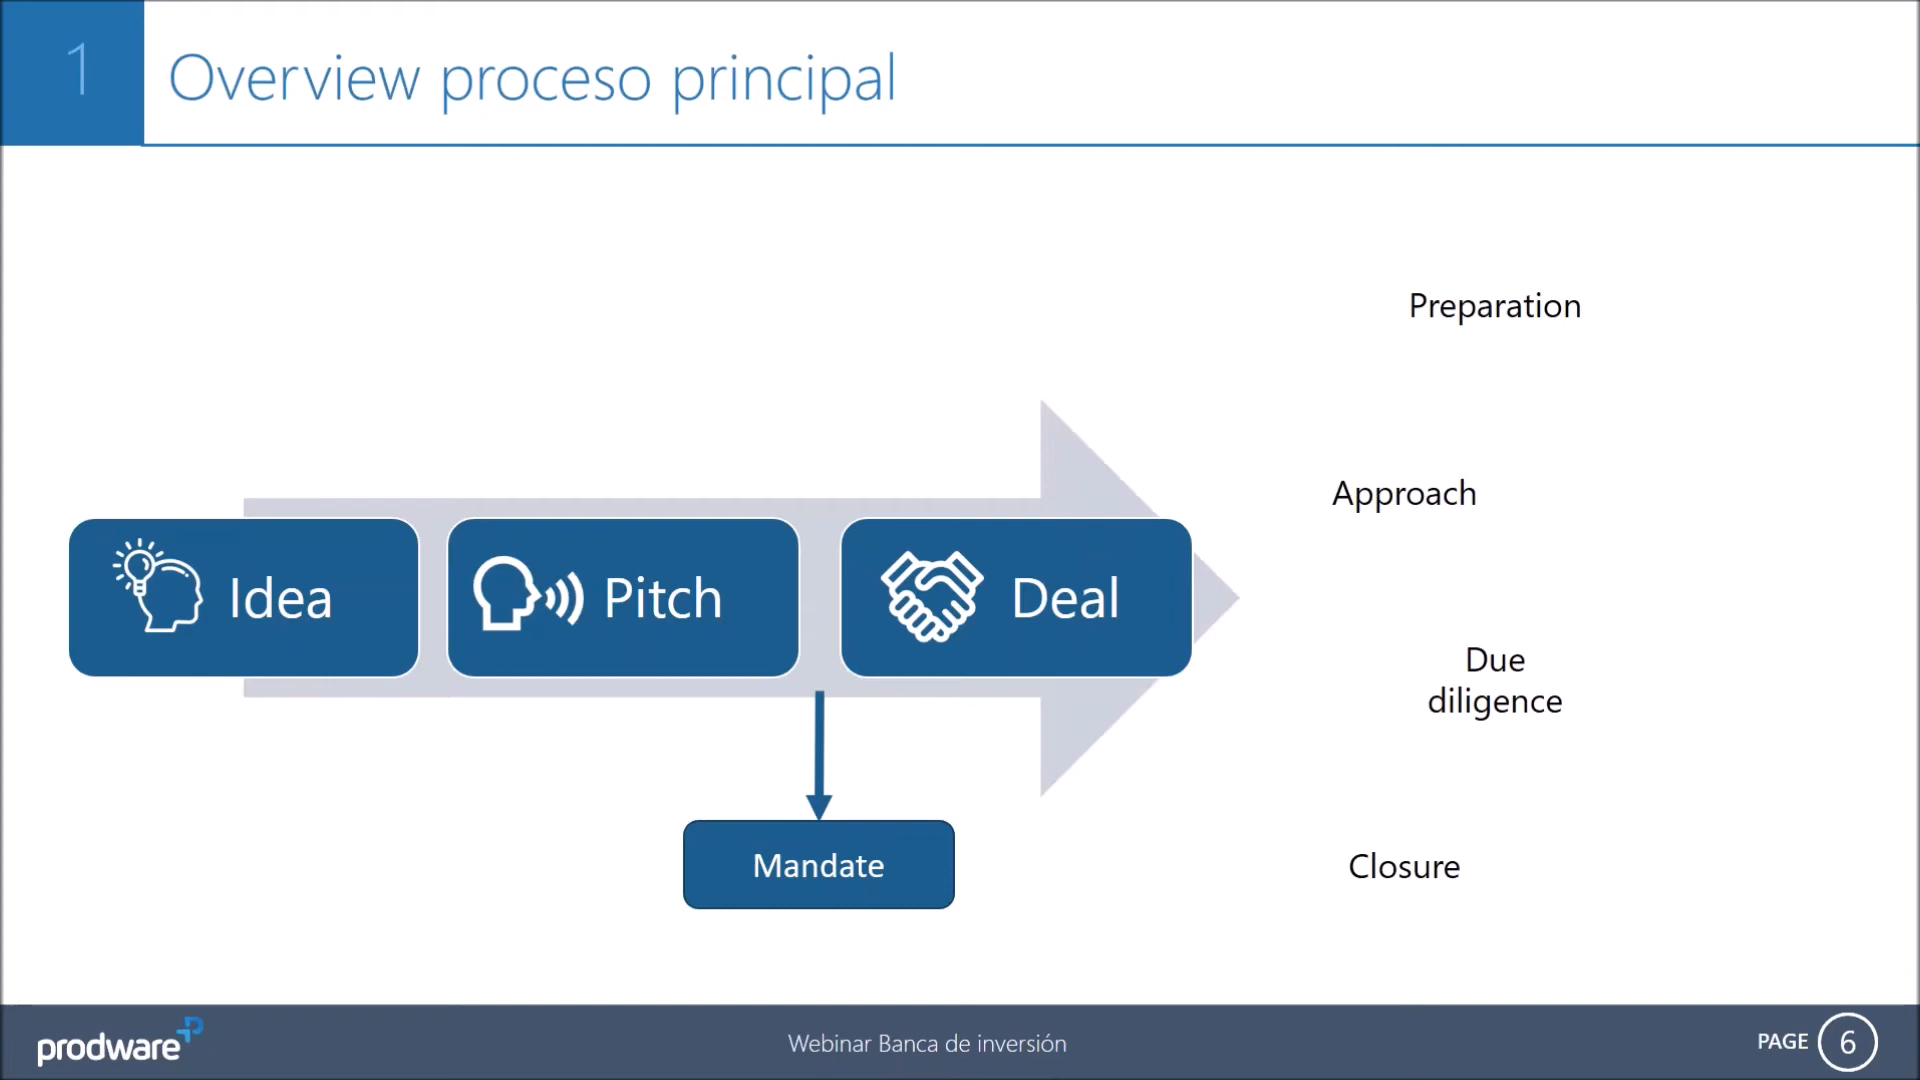 1
Overview proceso principal
Preparation
Approach
Idea
Pitch
Deal
Due
diligence
Mandate
Closure
prodware
Webinar Banca de inversión
PAGE 6